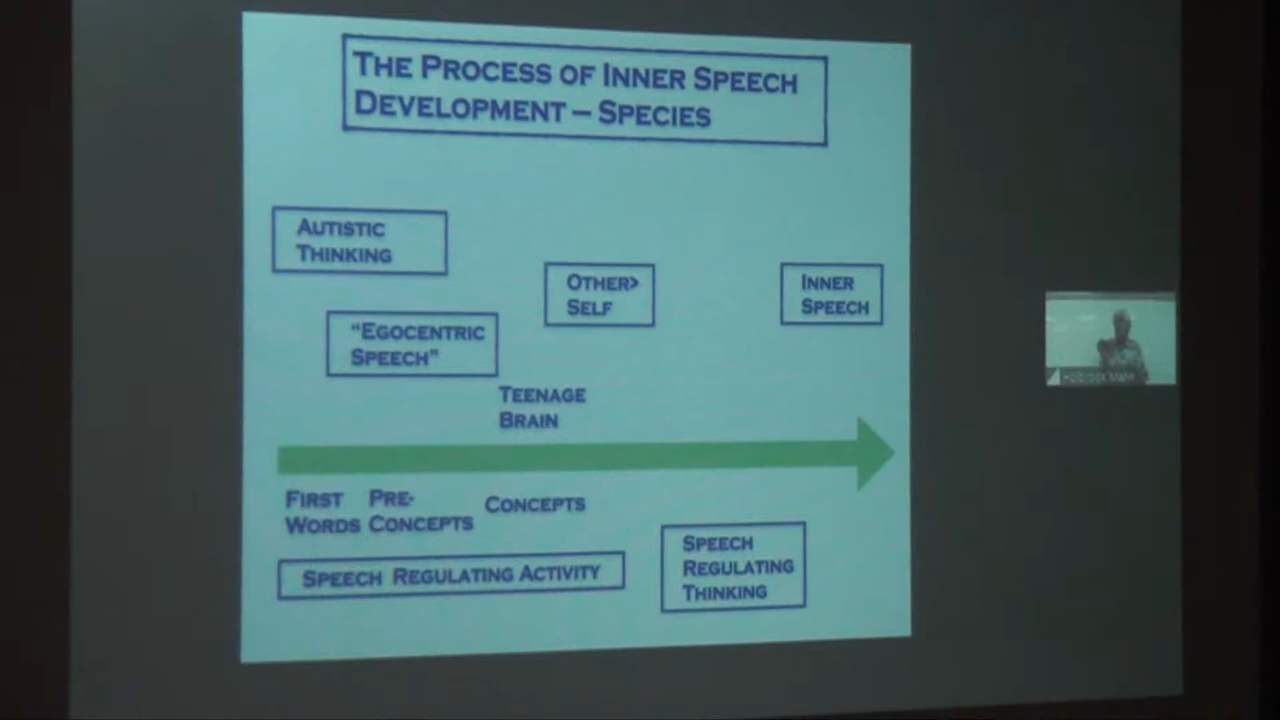 THE PROCESS OF INNER SPEECH
DEVELOPMENT – SPECIES
AUTISTIC
THINKING
OTHER>
SELF
INNER
SPEECH
"EGOCENTRIC
SPEECH"
TEENAGE
BRAIN
FIRST
WORDS
PRE-
CONCEPTS
CONCEPTS
SPEECH REGULATING ACTIVITY
SPEECH
REGULATING
THINKING